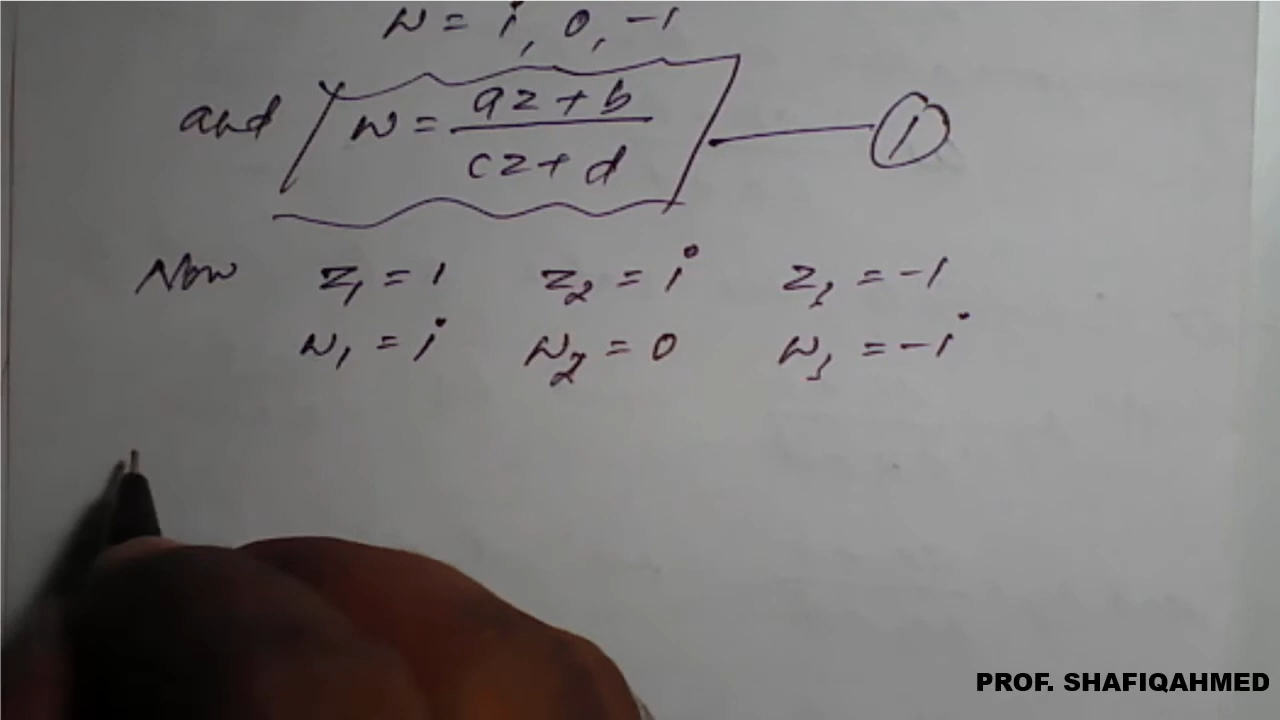 w = i, 0, -1
and w = az+b / cz+d — 1
Now z₁ = 1 z₂ = i z₃ = -1
w₁ = i w₂ = 0 w₃ = -i
PROF. SHAFIQAHMED